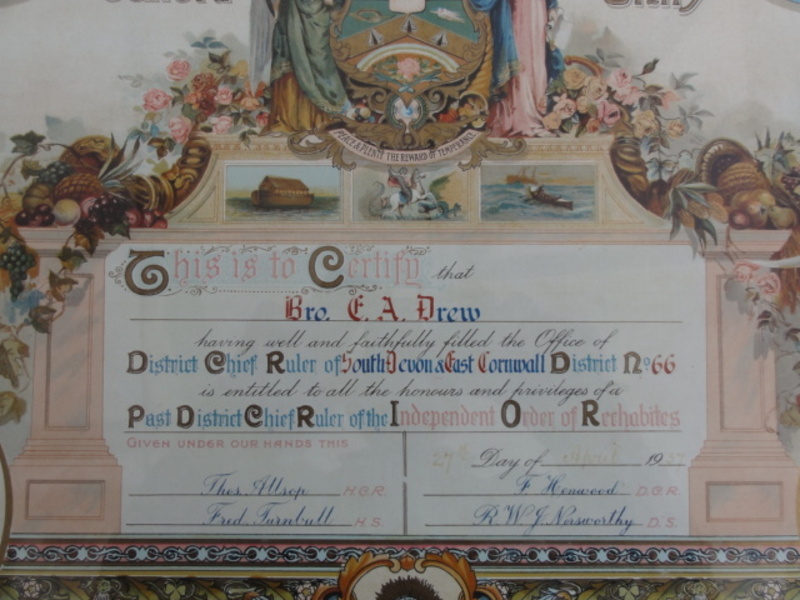 PEACE & PLENTY THE REWARD OF TEMPERANCE
This is to Certify that
Bro. E. A. Drew
having well and faithfully filled the Office of
District Chief Ruler of South Devon & East Cornwall District No. 66
is entitled to all the honours and privileges of a
Past District Chief Ruler of the Independent Order of Rechabites
GIVEN UNDER OUR HANDS THIS
27th Day of April 1937
Thos. Allsop H.C.R. F. Henwood D.C.R.
Fred Turnbull H.S. R. W. J. Norsworthy D.S.